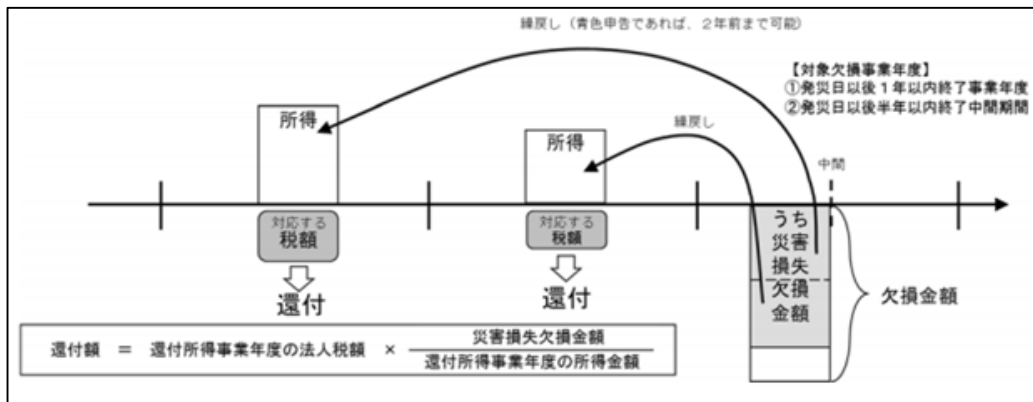 繰戻し（青色申告であれば、２年前まで可能）
【対象欠損事業年度】
①発災日以後１年以内終了事業年度
②発災日以後半年以内終了中間期間
所得
所得
繰戻し
中間
対応する
税額
対応する
税額
うち
災害
損失
欠損
金額
欠損金額
還付
還付
還付額 ＝ 還付所得事業年度の法人税額 × 災害損失欠損金額
還付所得事業年度の所得金額